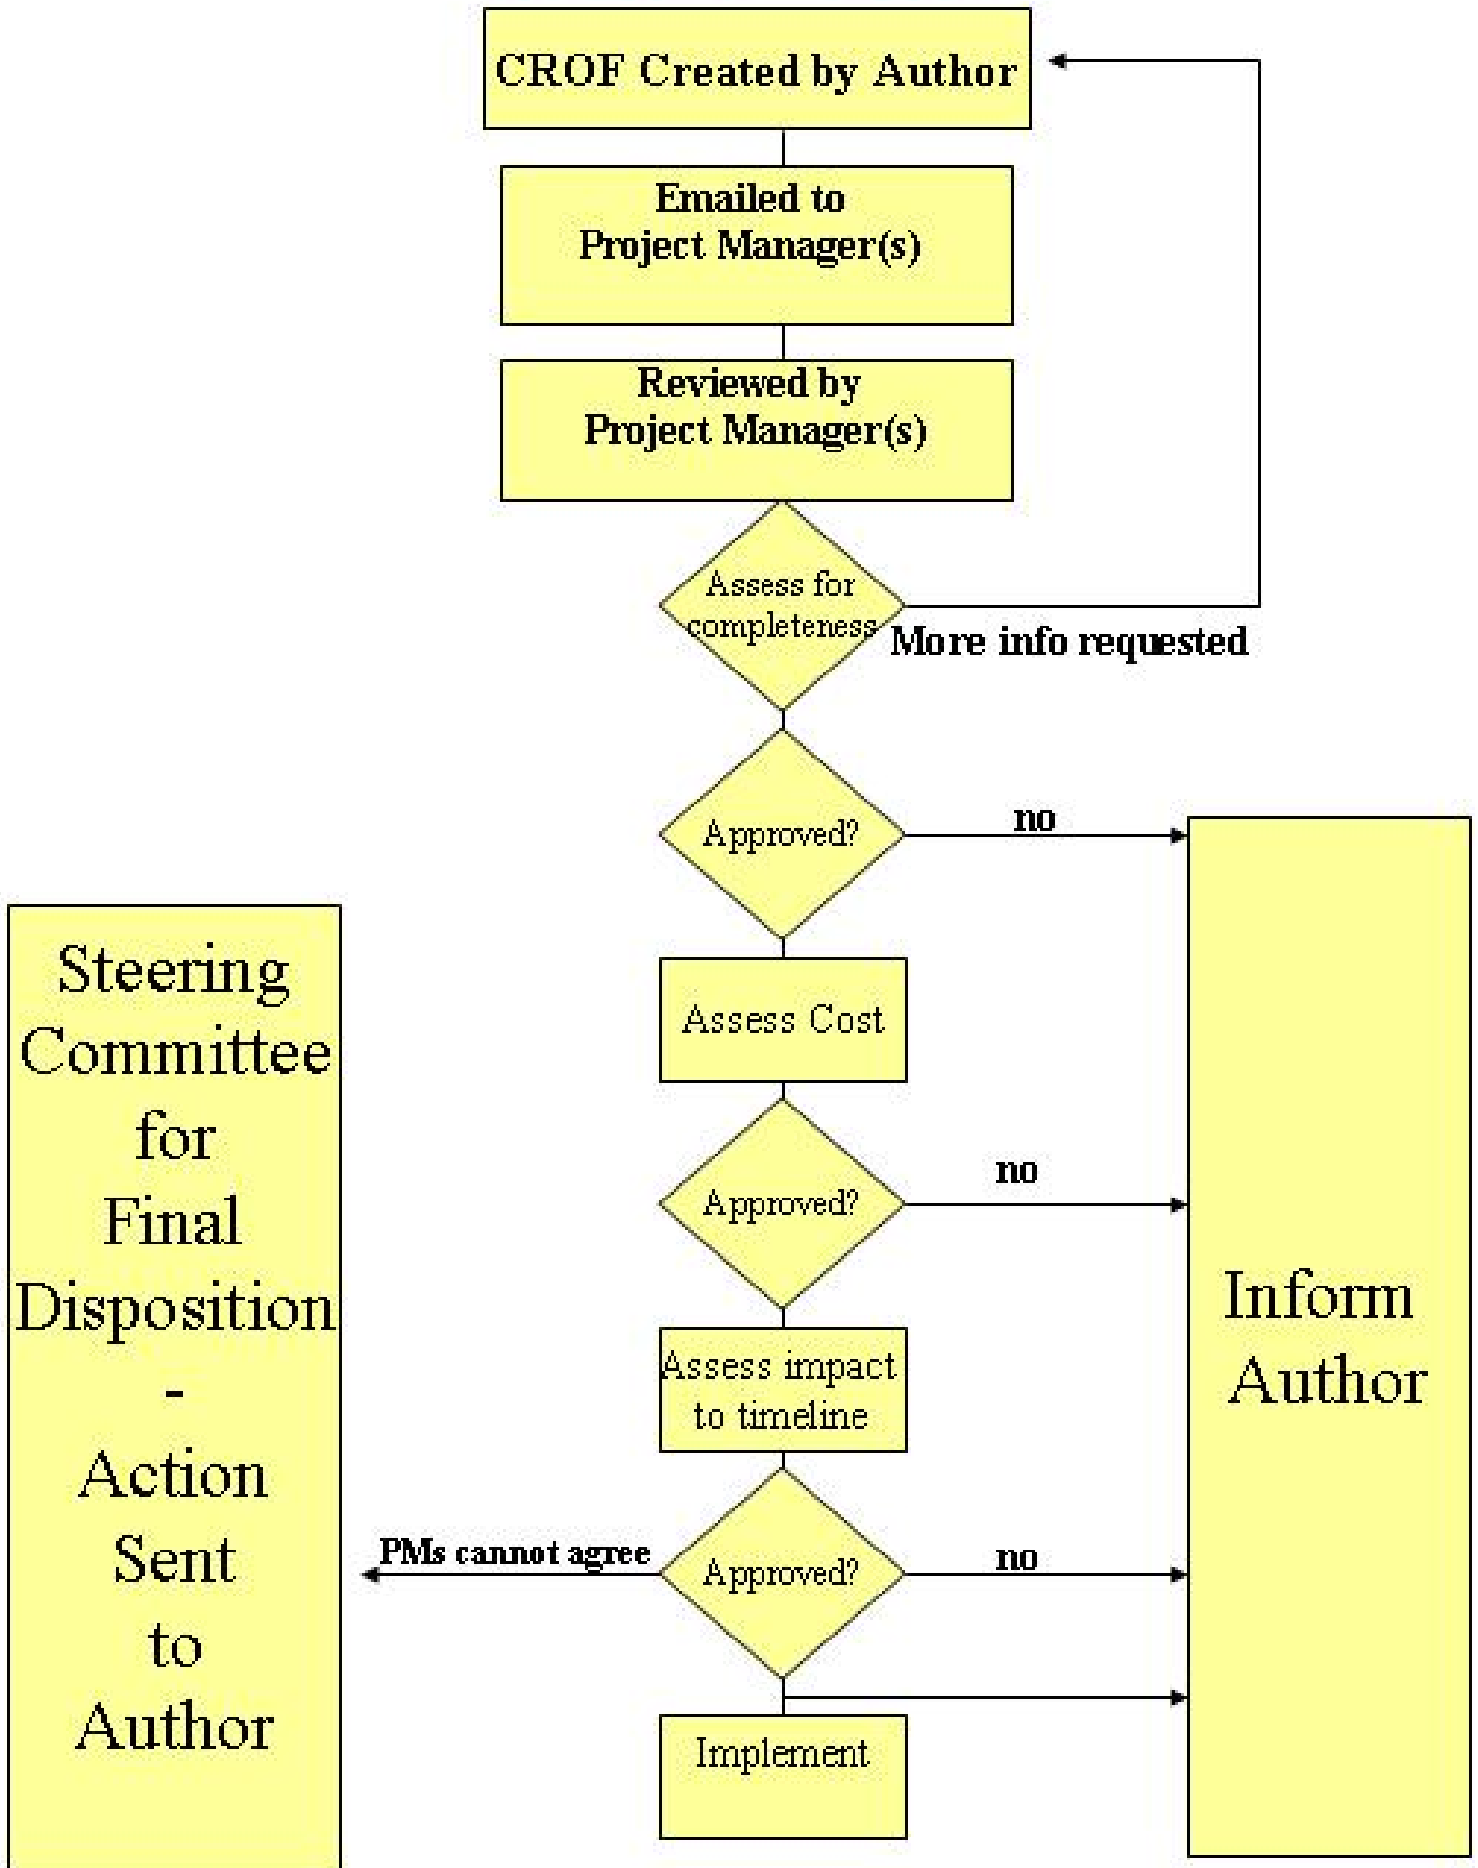 CROF Created by Author
Emailed to
Project Manager(s)
Reviewed by
Project Manager(s)
Assess for
completeness
More info requested
Approved?
no
Assess Cost
Approved?
no
Assess impact
to timeline
PMs cannot agree
Approved?
no
Implement
Steering
Committee
for
Final
Disposition
-
Action
Sent
to
Author
Inform
Author